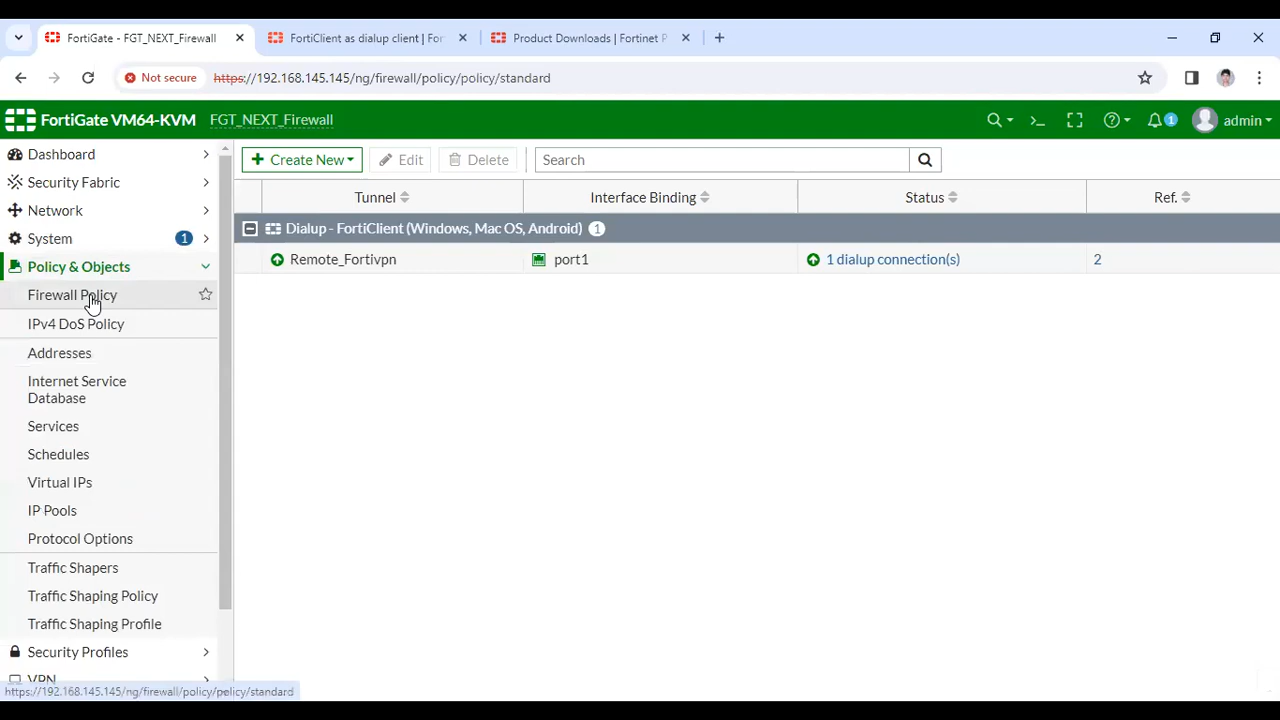 FortiGate - FGT_NEXT_Firewall
FortiClient as dialup client | For
Product Downloads | Fortinet P
Not secure
https://192.168.145.145/ng/firewall/policy/policy/standard
FortiGate VM64-KVM
FGT_NEXT_Firewall
>_
1
admin
Dashboard
Security Fabric
Network
System
1
Policy & Objects
Firewall Policy
IPv4 DoS Policy
Addresses
Internet Service
Database
Services
Schedules
Virtual IPs
IP Pools
Protocol Options
Traffic Shapers
Traffic Shaping Policy
Traffic Shaping Profile
Security Profiles
VPN
https://192.168.145.145/ng/firewall/policy/policy/standard
Create New
Edit
Delete
Search
Tunnel
Interface Binding
Status
Ref.
Dialup - FortiClient (Windows, Mac OS, Android) 1
Remote_Fortivpn
port1
1 dialup connection(s)
2